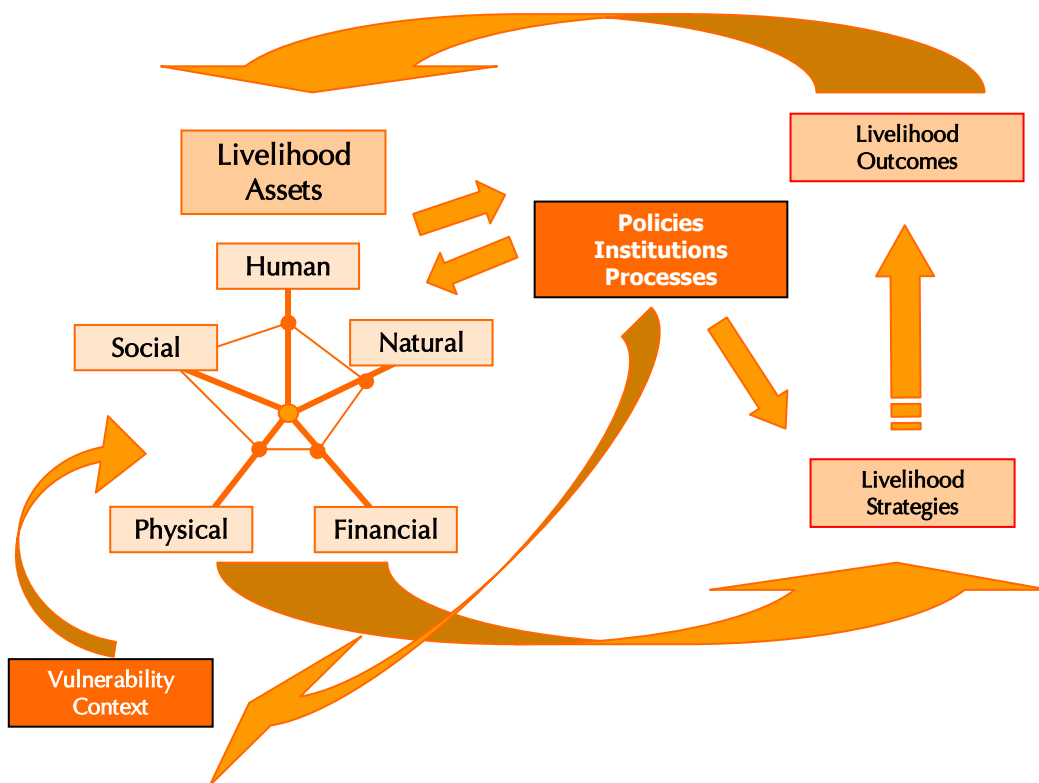 Livelihood
Assets
Livelihood
Outcomes
Policies
Institutions
Processes
Human
Social
Natural
Physical
Financial
Livelihood
Strategies
Vulnerability
Context